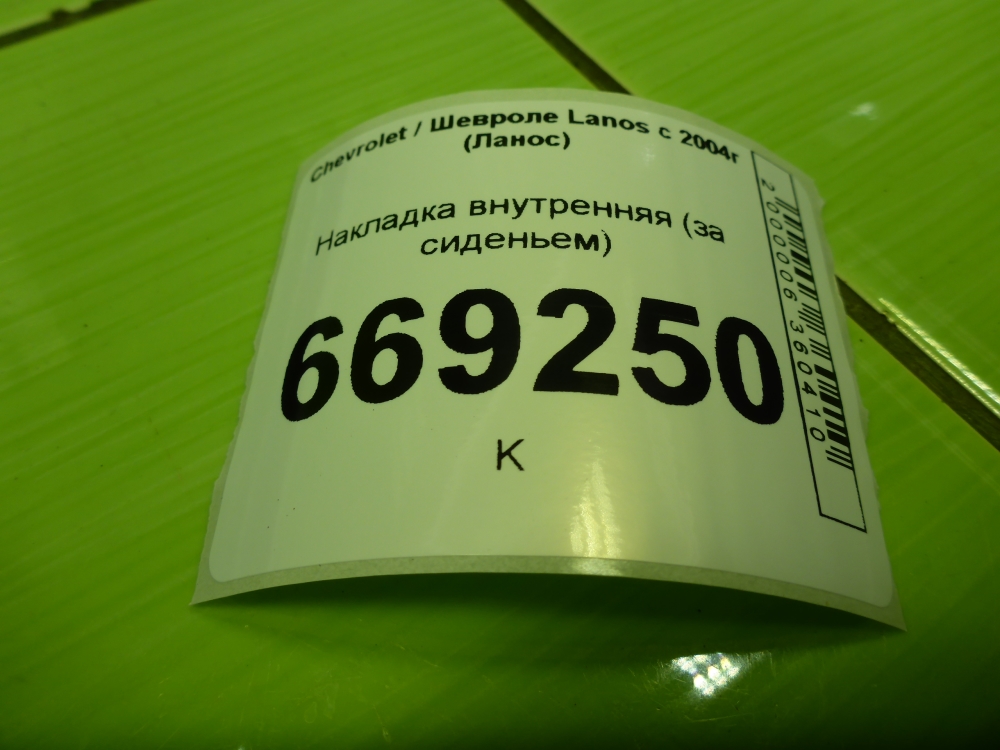 Chevrolet / Шевроле Lanos с 2004г
(Ланос)
Накладка внутренняя (за
сиденьем)
669250
К
2000006360410